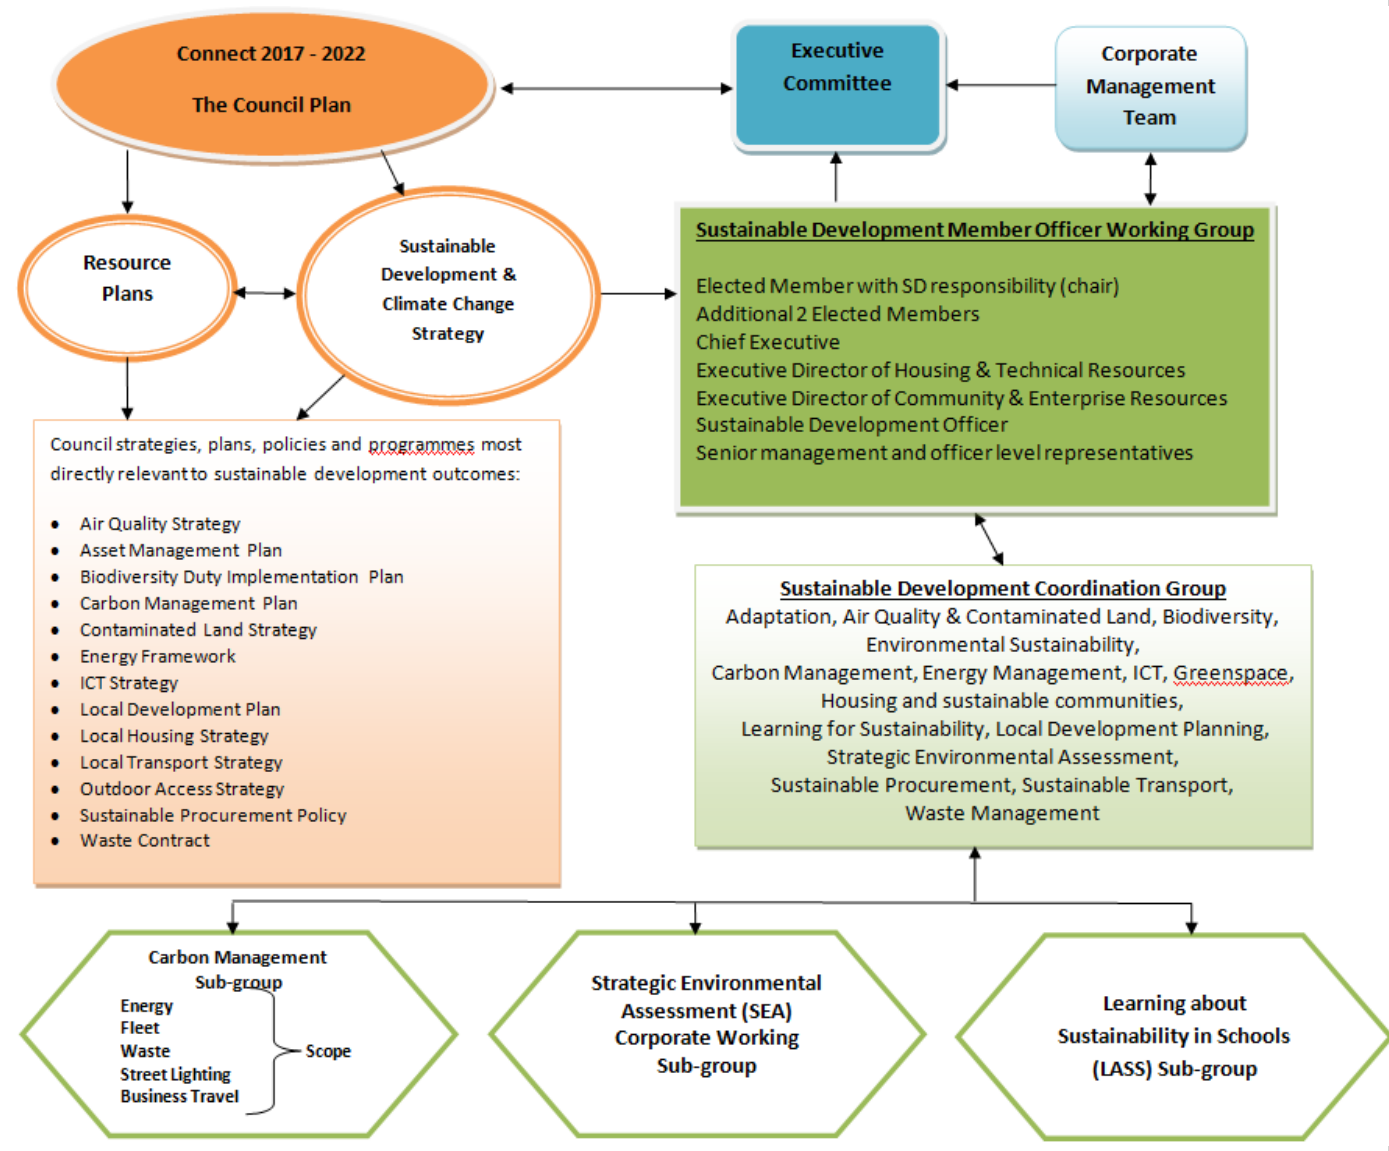 Connect 2017 - 2022
The Council Plan
Executive
Committee
Corporate
Management
Team
Resource
Plans
Sustainable
Development &
Climate Change
Strategy
Sustainable Development Member Officer Working Group
Elected Member with SD responsibility (chair)
Additional 2 Elected Members
Chief Executive
Executive Director of Housing & Technical Resources
Executive Director of Community & Enterprise Resources
Sustainable Development Officer
Senior management and officer level representatives
Council strategies, plans, policies and programmes most
directly relevant to sustainable development outcomes:
• Air Quality Strategy
• Asset Management Plan
• Biodiversity Duty Implementation Plan
• Carbon Management Plan
• Contaminated Land Strategy
• Energy Framework
• ICT Strategy
• Local Development Plan
• Local Housing Strategy
• Local Transport Strategy
• Outdoor Access Strategy
• Sustainable Procurement Policy
• Waste Contract
Sustainable Development Coordination Group
Adaptation, Air Quality & Contaminated Land, Biodiversity,
Environmental Sustainability,
Carbon Management, Energy Management, ICT, Greenspace,
Housing and sustainable communities,
Learning for Sustainability, Local Development Planning,
Strategic Environmental Assessment,
Sustainable Procurement, Sustainable Transport,
Waste Management
Carbon Management
Sub-group
Energy
Fleet
Waste
Street Lighting
Business Travel
Scope
Strategic Environmental
Assessment (SEA)
Corporate Working
Sub-group
Learning about
Sustainability in Schools
(LASS) Sub-group